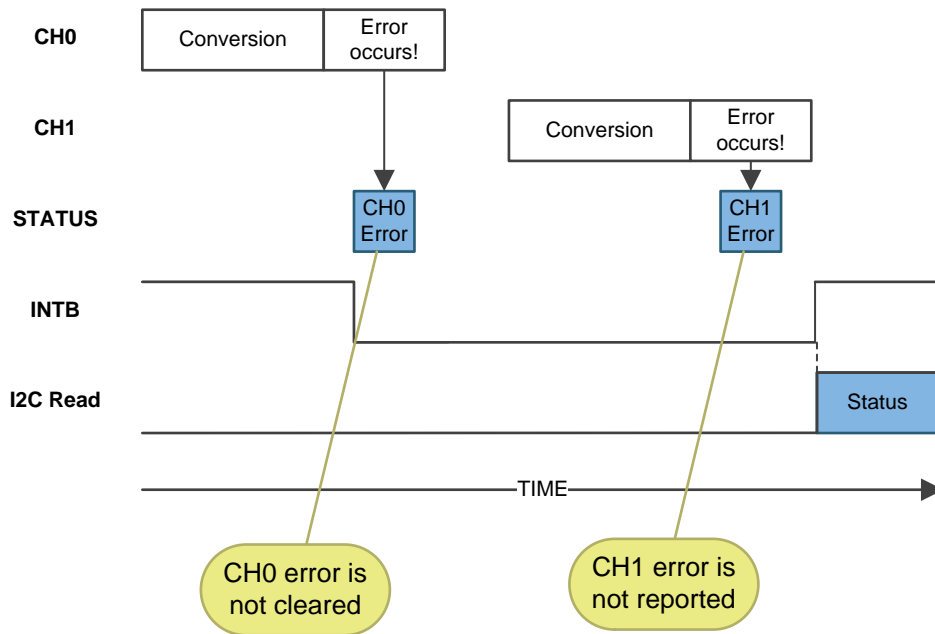 CH0
Conversion
Error
occurs!
CH1
Conversion
Error
occurs!
STATUS
CH0
Error
CH1
Error
INTB
I2C Read
Status
TIME
CH0 error is
not cleared
CH1 error is
not reported